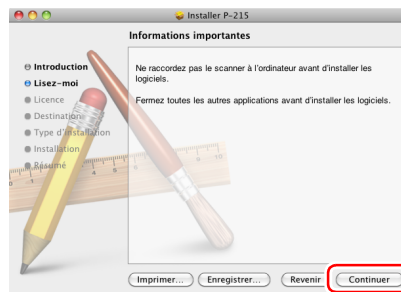 Installer P-215
Informations importantes
Introduction
Lisez-moi
Licence
Destination
Type d'installation
Installation
Résumé
Ne raccordez pas le scanner à l'ordinateur avant d'installer les
logiciels.
Fermez toutes les autres applications avant d'installer les logiciels.
Imprimer... Enregistrer... Revenir Continuer